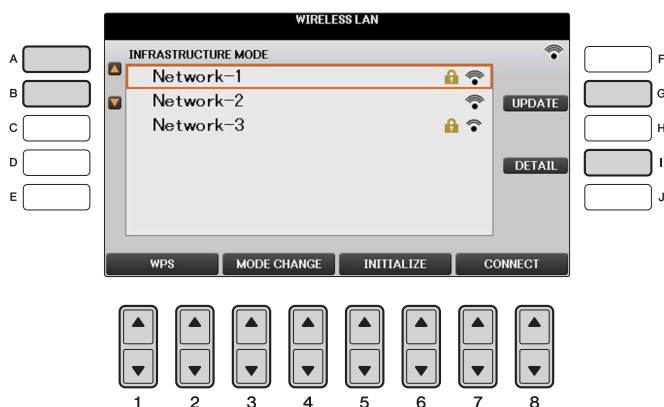 WIRELESS LAN
INFRASTRUCTURE MODE
A
F
Network-1
B
G
Network-2
UPDATE
C
H
Network-3
D
I
DETAIL
E
J
WPS MODE CHANGE INITIALIZE CONNECT
1 2 3 4 5 6 7 8